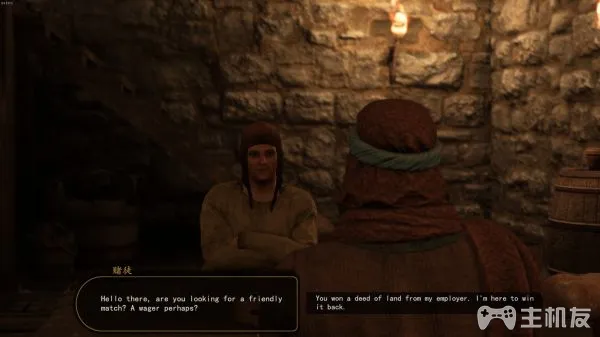 赌徒
Hello there, are you looking for a friendly
match? A wager perhaps?
You won a deed of land from my employer. I'm here to win
it back.
主机友